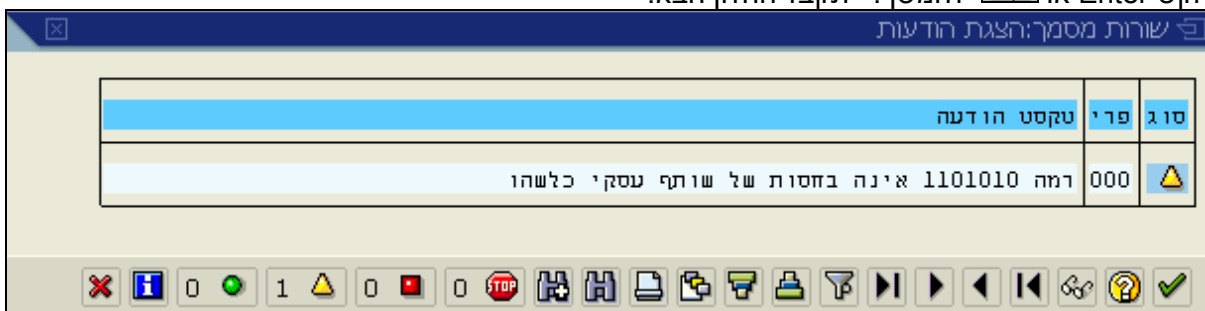 שורות מסמך:הצגת הודעות
סוג פרי טקסט הודעה
000 רמה 1101010 אינה בחסות של שותף עסקי כלשהו
0 STOP 0 1 0